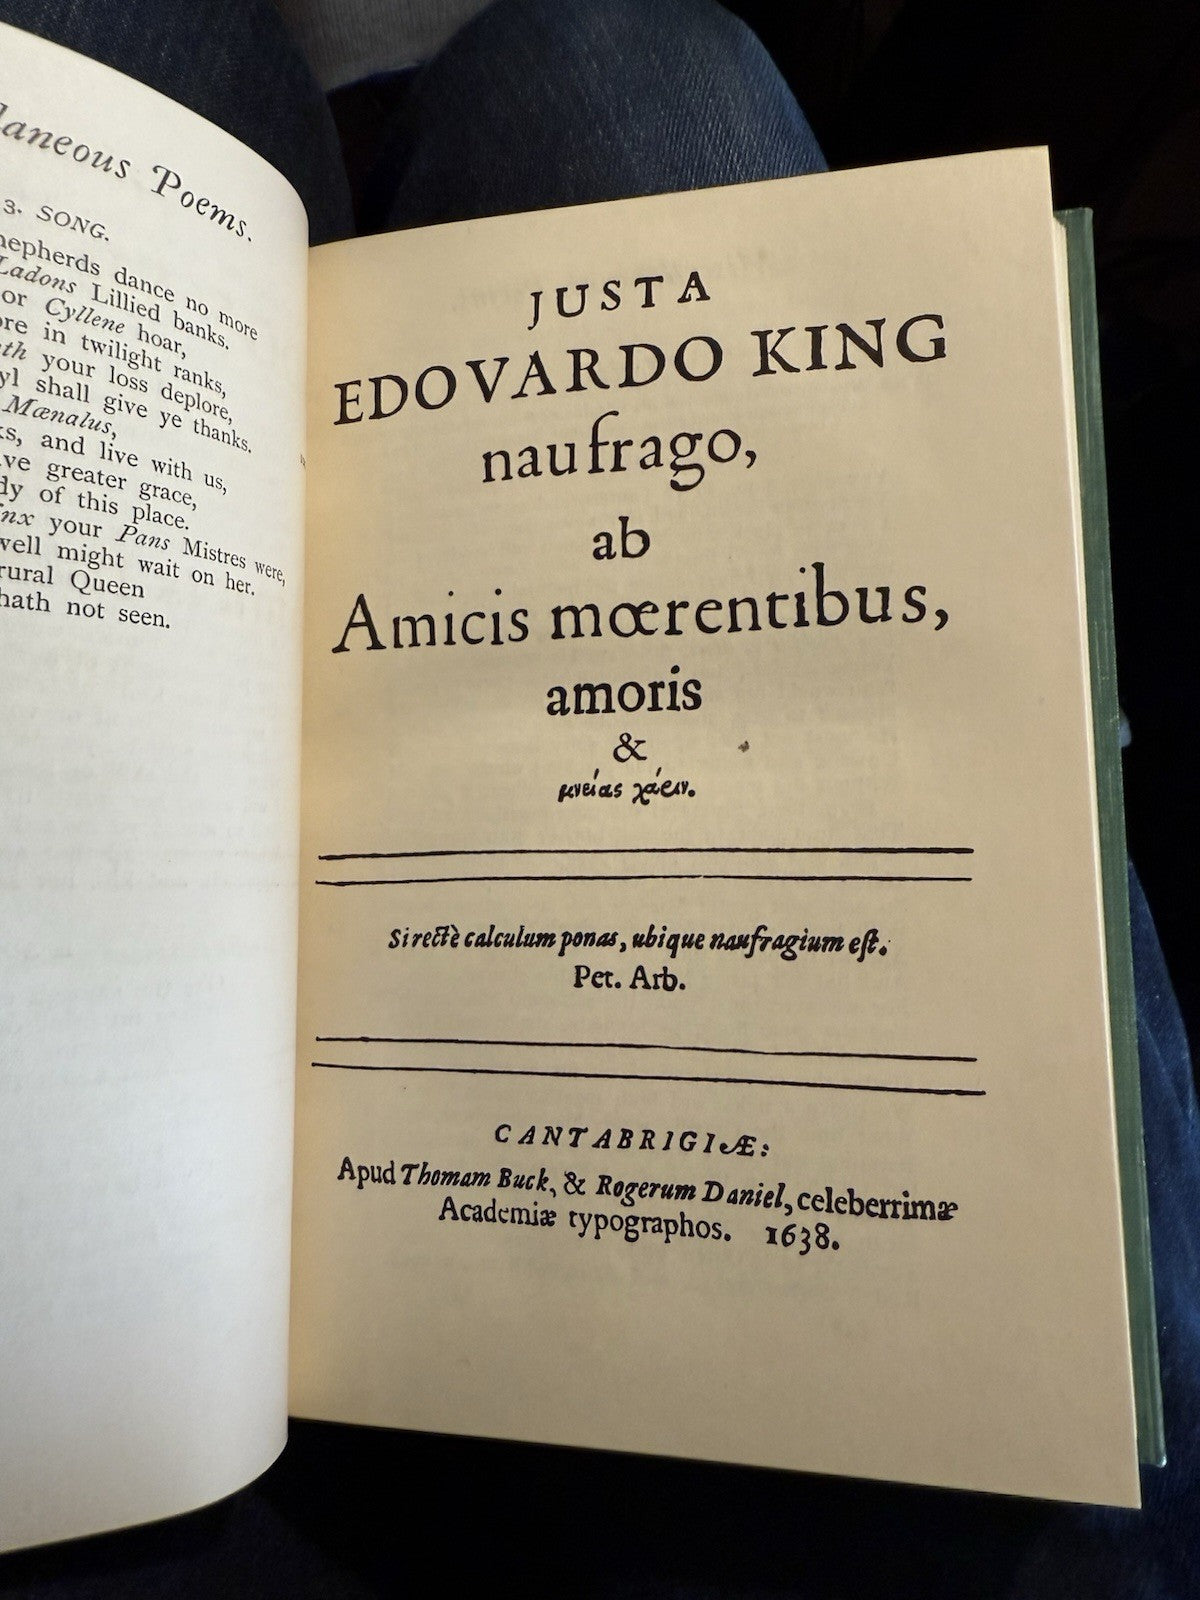 laneous Poems.
3. SONG.
hepherds dance no more
Ladons Lillied banks.
or Cyllene hoar,
ore in twilight ranks,
ath your loss deplore,
yl shall give ye thanks.
Mænalus,
ks, and live with us,
ve greater grace,
dy of this place.
inx your Pans Mistres were,
well might wait on her.
rural Queen
hath not seen.
JUSTA
EDOVARDO KING
naufrago,
ab
Amicis mœrentibus,
amoris
&
μνείας χάειν.
Si rectè calculum ponas, ubique naufragium est.
Pet. Arb.
CANTABRIGIÆ:
Apud Thomam Buck, & Rogerum Daniel, celeberrimæ
Academiæ typographos. 1638.